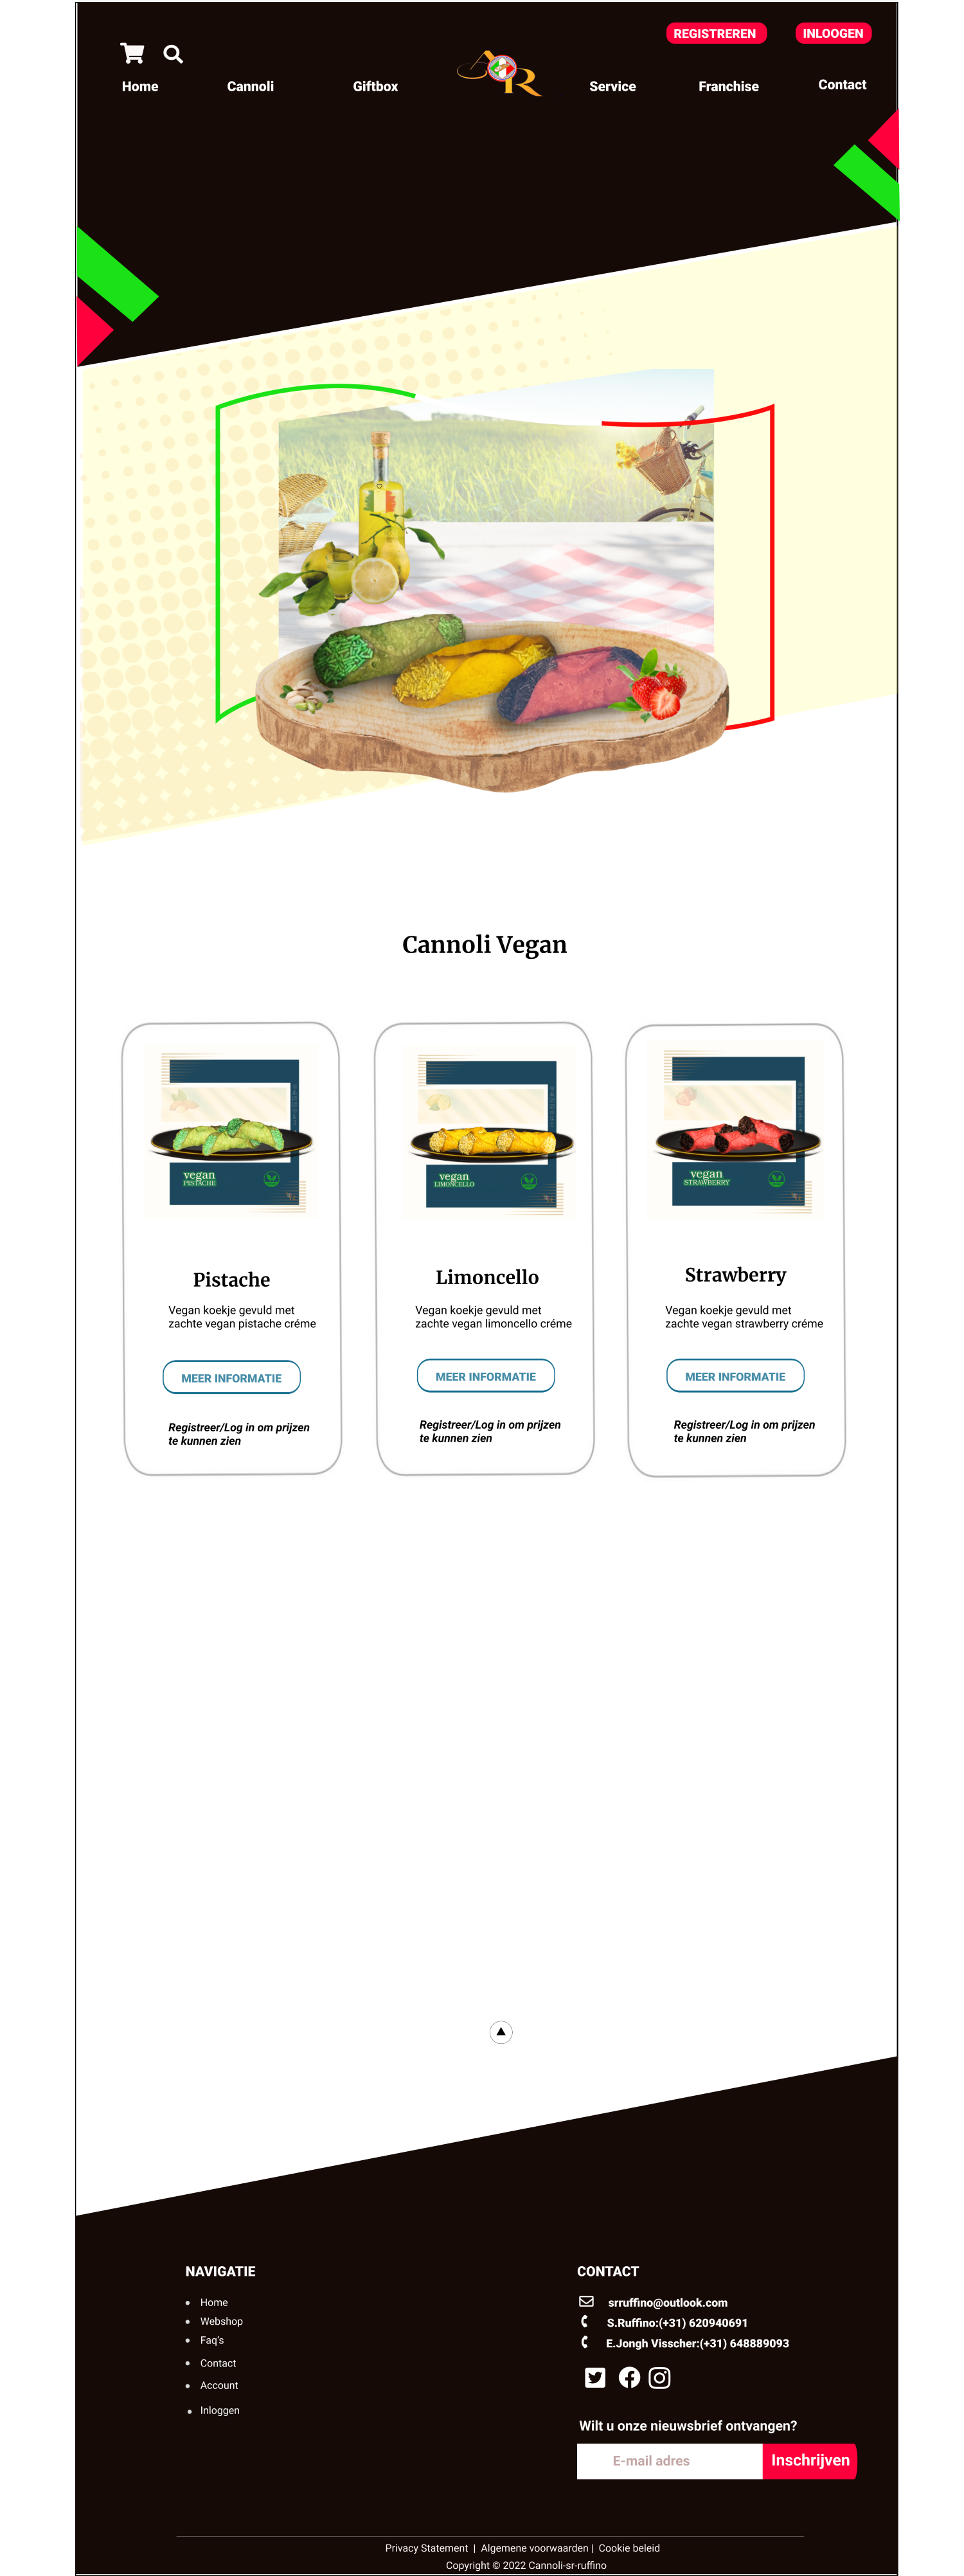 REGISTREREN INLOOGEN
Home Cannoli Giftbox AR Service Franchise Contact
Cannoli Vegan
vegan
PISTACHE
vegan
LIMONCELLO
vegan
STRAWBERRY
Pistache
Vegan koekje gevuld met
zachte vegan pistache créme
MEER INFORMATIE
Registreer/Log in om prijzen
te kunnen zien
Limoncello
Vegan koekje gevuld met
zachte vegan limoncello créme
MEER INFORMATIE
Registreer/Log in om prijzen
te kunnen zien
Strawberry
Vegan koekje gevuld met
zachte vegan strawberry créme
MEER INFORMATIE
Registreer/Log in om prijzen
te kunnen zien
NAVIGATIE
Home
Webshop
Faq's
Contact
Account
Inloggen
CONTACT
srruffino@outlook.com
S.Ruffino:(+31) 620940691
E.Jongh Visscher:(+31) 648889093
Wilt u onze nieuwsbrief ontvangen?
E-mail adres Inschrijven
Privacy Statement | Algemene voorwaarden | Cookie beleid
Copyright © 2022 Cannoli-sr-ruffino